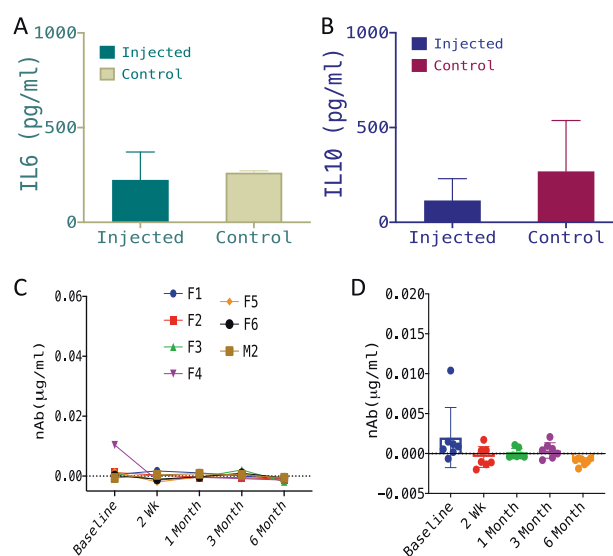 A
IL6 (pg/ml)
1000
500
0
Injected
Control
Injected
Control
B
IL10 (pg/ml)
1000
500
0
Injected
Control
Injected
Control
C
nAb(μg/ml)
0.06
0.04
0.02
0.00
F1
F2
F3
F4
F5
F6
M2
Baseline
2 Wk
1 Month
3 Month
6 Month
D
nAb(μg/ml)
0.020
0.015
0.010
0.005
0.000
-0.005
Baseline
2 Wk
1 Month
3 Month
6 Month